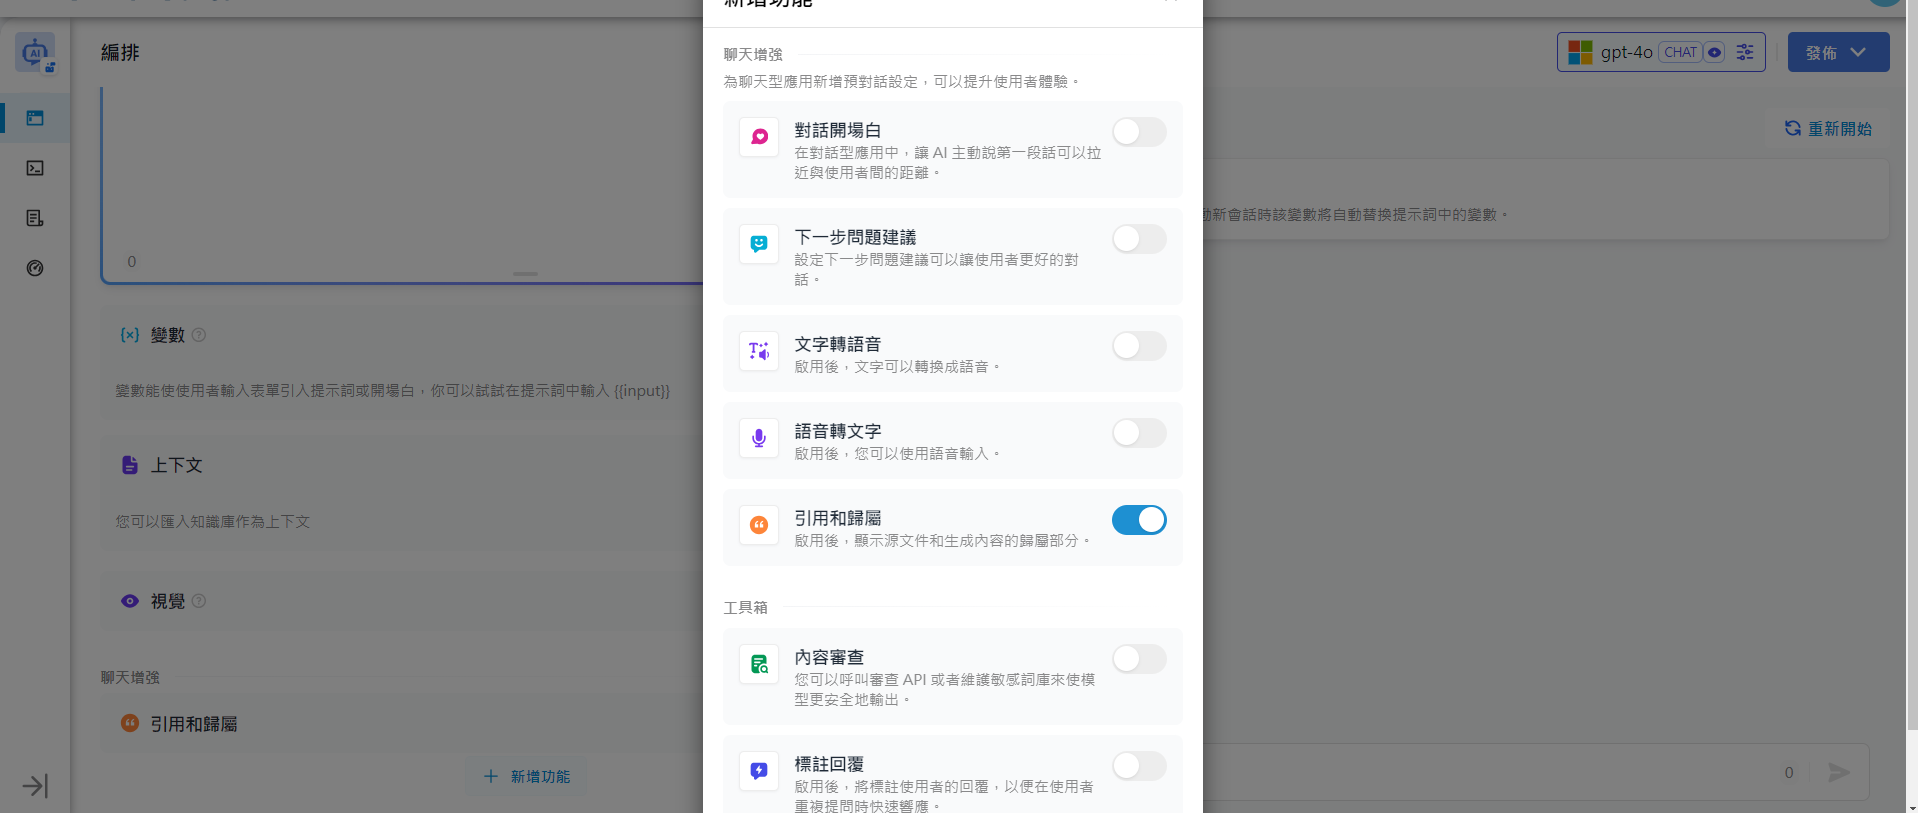 新增功能
編排
gpt-4o
CHAT
發佈
重新開始
動新會話時該變數將自動替換提示詞中的變數。
0
{x} 變數
變數能使使用者輸入表單引入提示詞或開場白，你可以試試在提示詞中輸入 {{input}}
上下文
您可以匯入知識庫作為上下文
視覺
聊天增強
引用和歸屬
新增功能
聊天增強
為聊天型應用新增預對話設定，可以提升使用者體驗。
對話開場白
在對話型應用中，讓 AI 主動說第一段話可以拉
近與使用者間的距離。
下一步問題建議
設定下一步問題建議可以讓使用者更好的對
話。
文字轉語音
啟用後，文字可以轉換成語音。
語音轉文字
啟用後，您可以使用語音輸入。
引用和歸屬
啟用後，顯示源文件和生成內容的歸屬部分。
工具箱
內容審查
您可以呼叫審查 API 或者維護敏感詞庫來使模
型更安全地輸出。
標註回覆
啟用後，將標註使用者的回覆，以便在使用者
重複提問時快速響應。
0